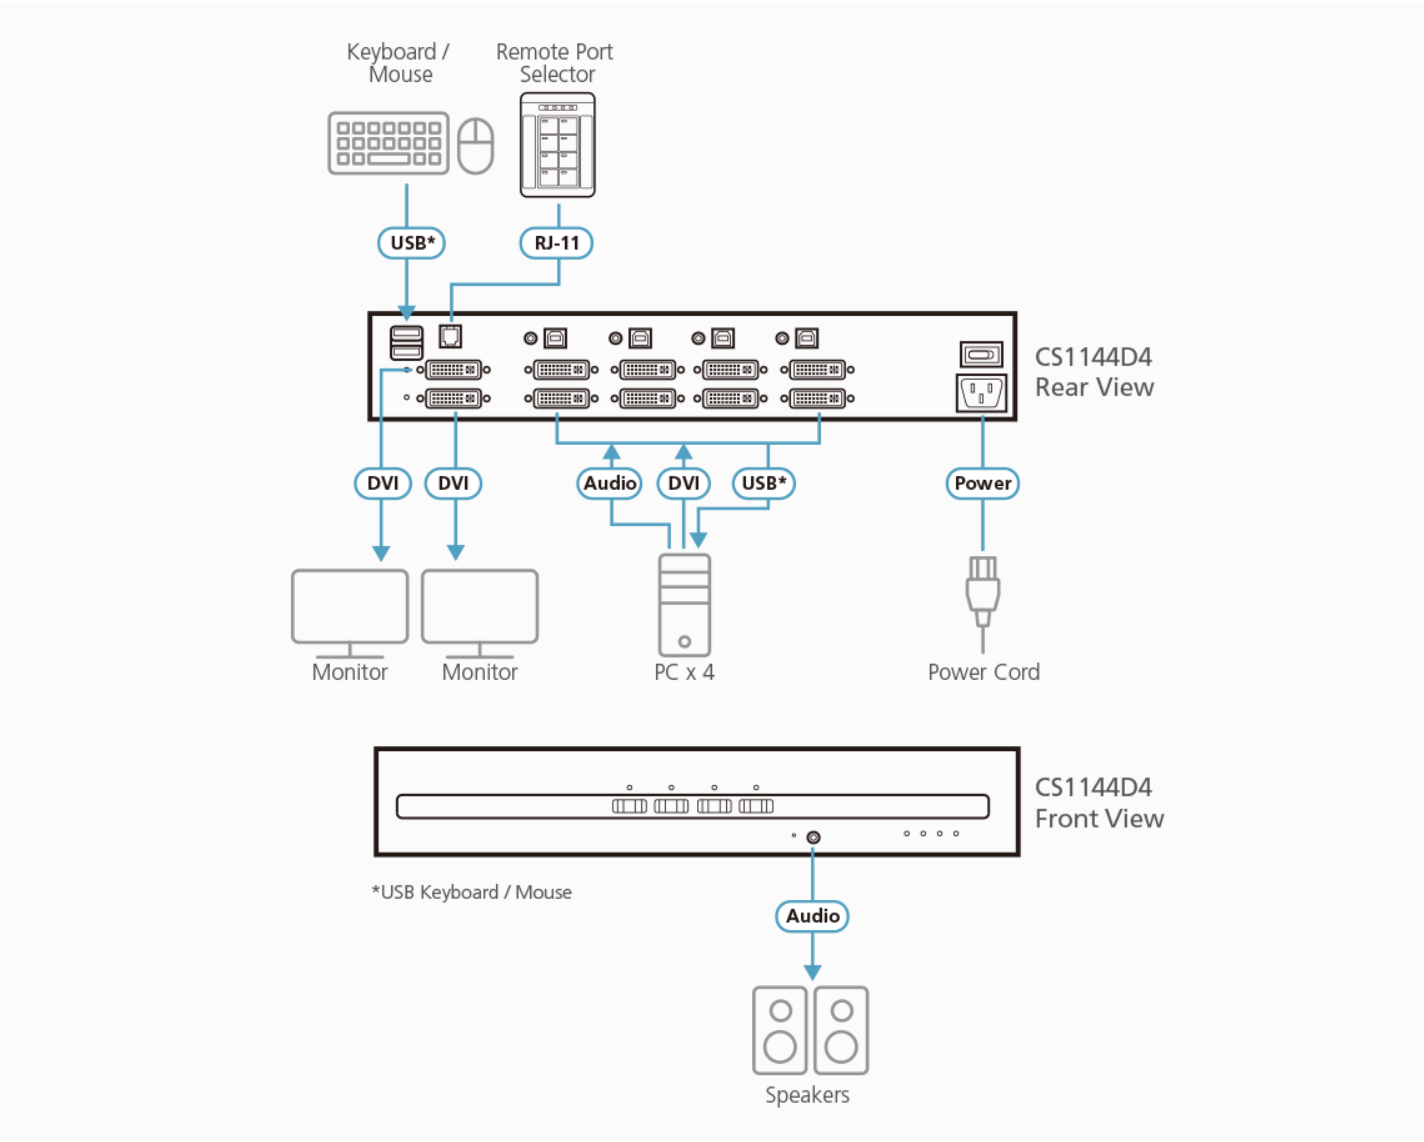 Keyboard /
Mouse
Remote Port
Selector
USB*
RJ-11
CS1144D4
Rear View
DVI
DVI
Audio
DVI
USB*
Power
Monitor
Monitor
PC x 4
Power Cord
CS1144D4
Front View
*USB Keyboard / Mouse
Audio
Speakers